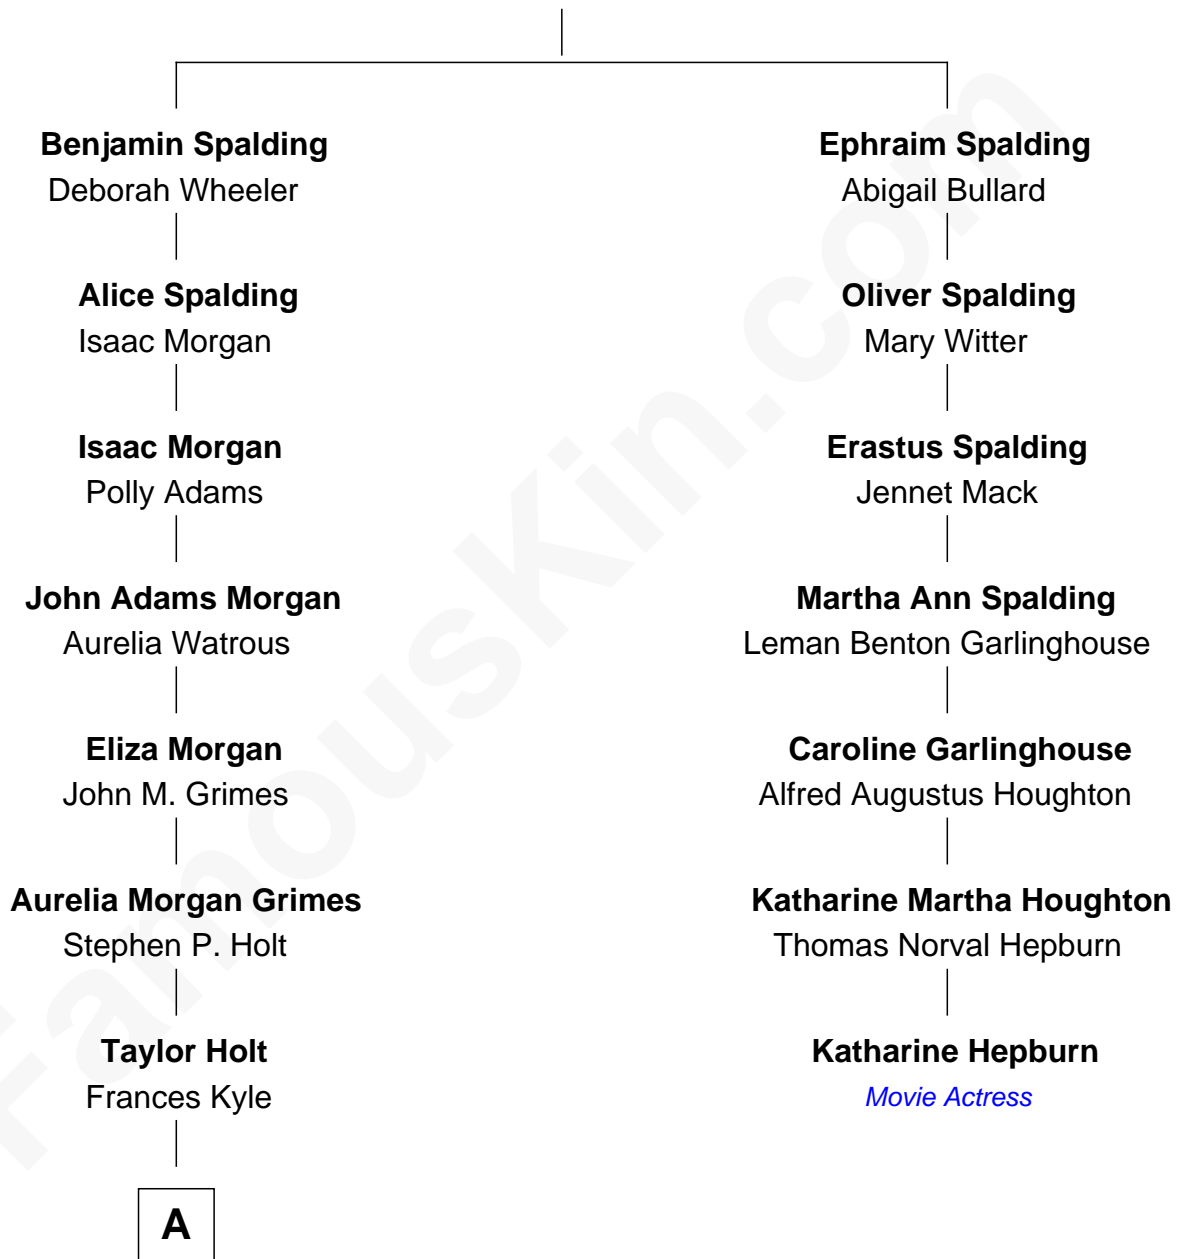 Benjamin Spalding
Deborah Wheeler
Alice Spalding
Isaac Morgan
Isaac Morgan
Polly Adams
John Adams Morgan
Aurelia Watrous
Eliza Morgan
John M. Grimes
Aurelia Morgan Grimes
Stephen P. Holt
Taylor Holt
Frances Kyle
A
Ephraim Spalding
Abigail Bullard
Oliver Spalding
Mary Witter
Erastus Spalding
Jennet Mack
Martha Ann Spalding
Leman Benton Garlinghouse
Caroline Garlinghouse
Alfred Augustus Houghton
Katharine Martha Houghton
Thomas Norval Hepburn
Katharine Hepburn
Movie Actress
FamousKin.com